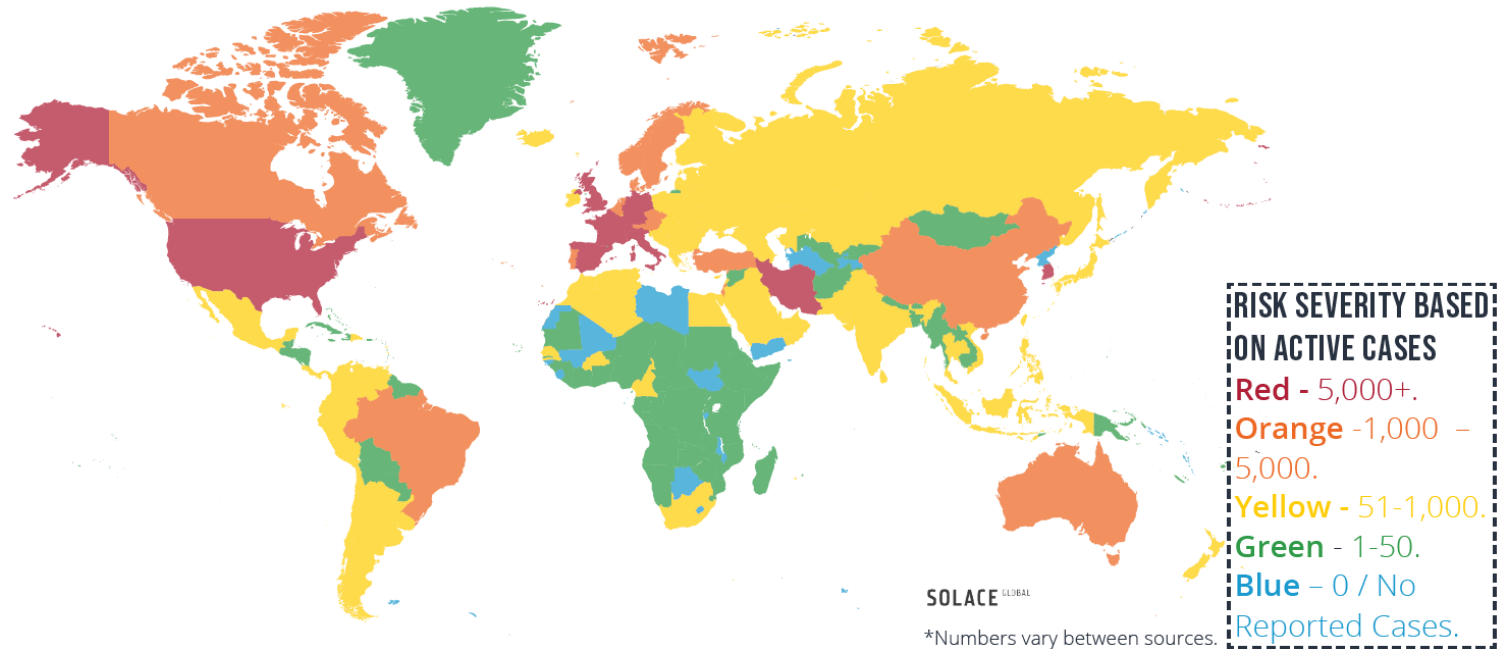 RISK SEVERITY BASED
ON ACTIVE CASES
Red - 5,000+.
Orange -1,000 –
5,000.
Yellow - 51-1,000.
Green - 1-50.
Blue – 0 / No
Reported Cases.
SOLACE GLOBAL
*Numbers vary between sources.